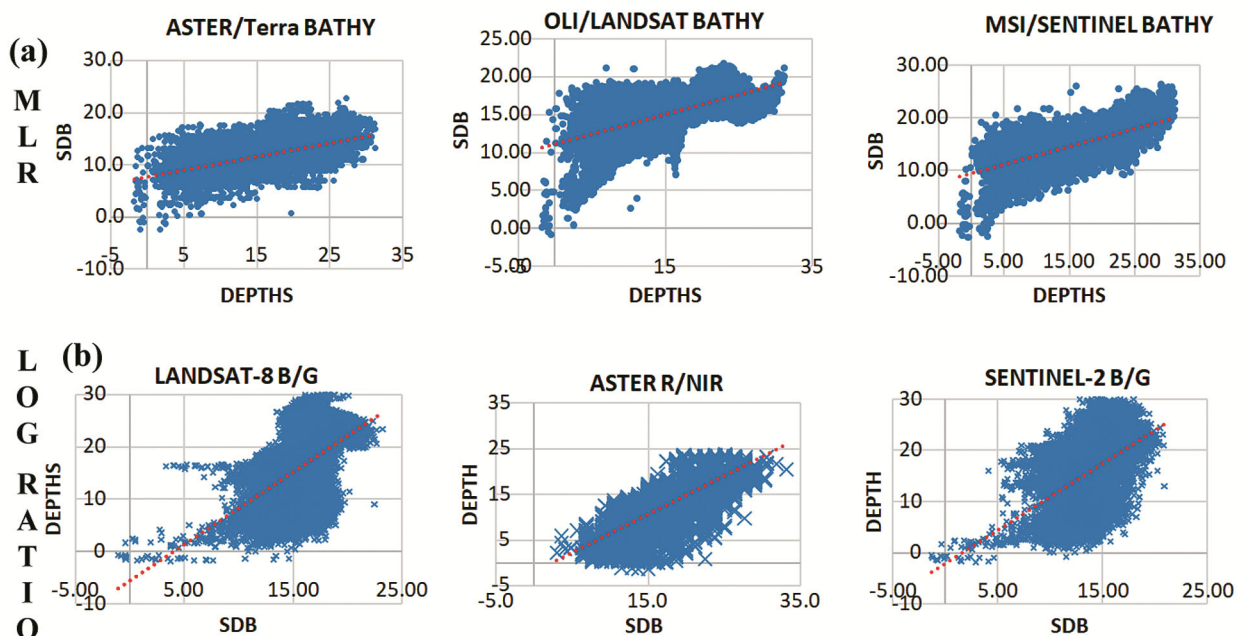 (a)
M
L
R
ASTER/Terra BATHY
30.0
20.0
10.0
0.0
-10.0
-5
5
15
25
35
SDB
DEPTHS
OLI/LANDSAT BATHY
25.00
20.00
15.00
10.00
5.00
0.00
-5.00
15
35
SDB
DEPTHS
MSI/SENTINEL BATHY
30.00
20.00
10.00
0.00
-10.00
5.00
15.00
25.00
35.00
SDB
DEPTHS
(b)
L
O
G
R
A
T
I
O
LANDSAT-8 B/G
30
20
10
0
-10
-5.00
5.00
15.00
25.00
DEPTHS
SDB
ASTER R/NIR
35
25
15
5
-5
-5.0
15.0
35.0
DEPTH
SDB
SENTINEL-2 B/G
30
20
10
0
-10
-5.00
5.00
15.00
25.00
DEPTH
SDB